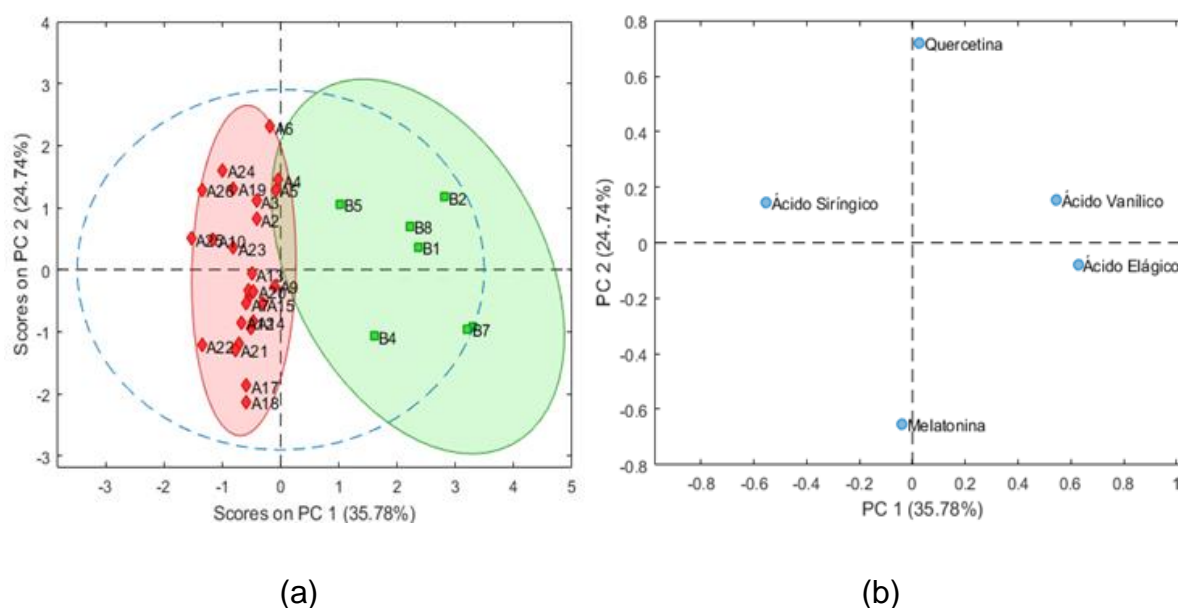 4
3
2
1
0
-1
-2
-3
-3
-2
-1
0
1
2
3
4
5
Scores on PC 2 (24.74%)
Scores on PC 1 (35.78%)
A6
A24
A4
A26
A19
A5
A3
A2
A25
A10
A23
A13
A9
A20
A7
A15
A14
A22
A21
A17
A18
B5
B2
B8
B1
B4
B7
(a)
0.8
0.6
0.4
0.2
0
-0.2
-0.4
-0.6
-0.8
-0.8
-0.6
-0.4
-0.2
0
0.2
0.4
0.6
0.8
1
PC 2 (24.74%)
PC 1 (35.78%)
Quercetina
Ácido Siríngico
Ácido Vanílico
Ácido Elágico
Melatonina
(b)